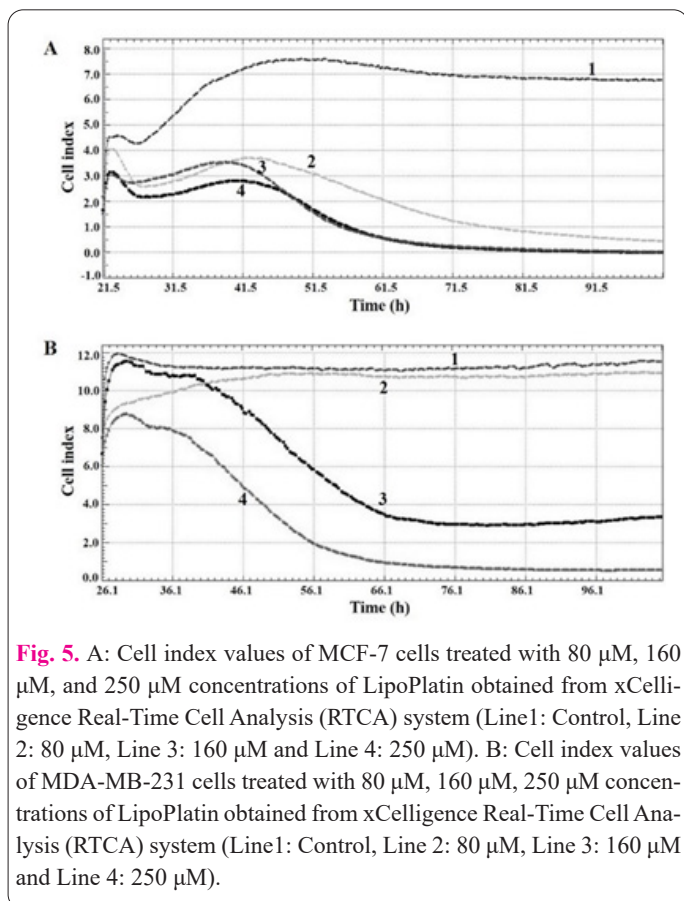 A
8.0
7.0
6.0
5.0
4.0
3.0
2.0
1.0
0.0
-1.0
Cell index
1
2
3
4
21.5 31.5 41.5 51.5 61.5 71.5 81.5 91.5
Time (h)
B
12.0
10.0
8.0
6.0
4.0
2.0
0.0
Cell index
1
2
3
4
26.1 36.1 46.1 56.1 66.1 76.1 86.1 96.1
Time (h)
Fig. 5. A: Cell index values of MCF-7 cells treated with 80 μM, 160
μM, and 250 μM concentrations of LipoPlatin obtained from xCelli-
gence Real-Time Cell Analysis (RTCA) system (Line1: Control, Line
2: 80 μM, Line 3: 160 μM and Line 4: 250 μM). B: Cell index values
of MDA-MB-231 cells treated with 80 μM, 160 μM, 250 μM concen-
trations of LipoPlatin obtained from xCelligence Real-Time Cell Ana-
lysis (RTCA) system (Line1: Control, Line 2: 80 μM, Line 3: 160 μM
and Line 4: 250 μM).